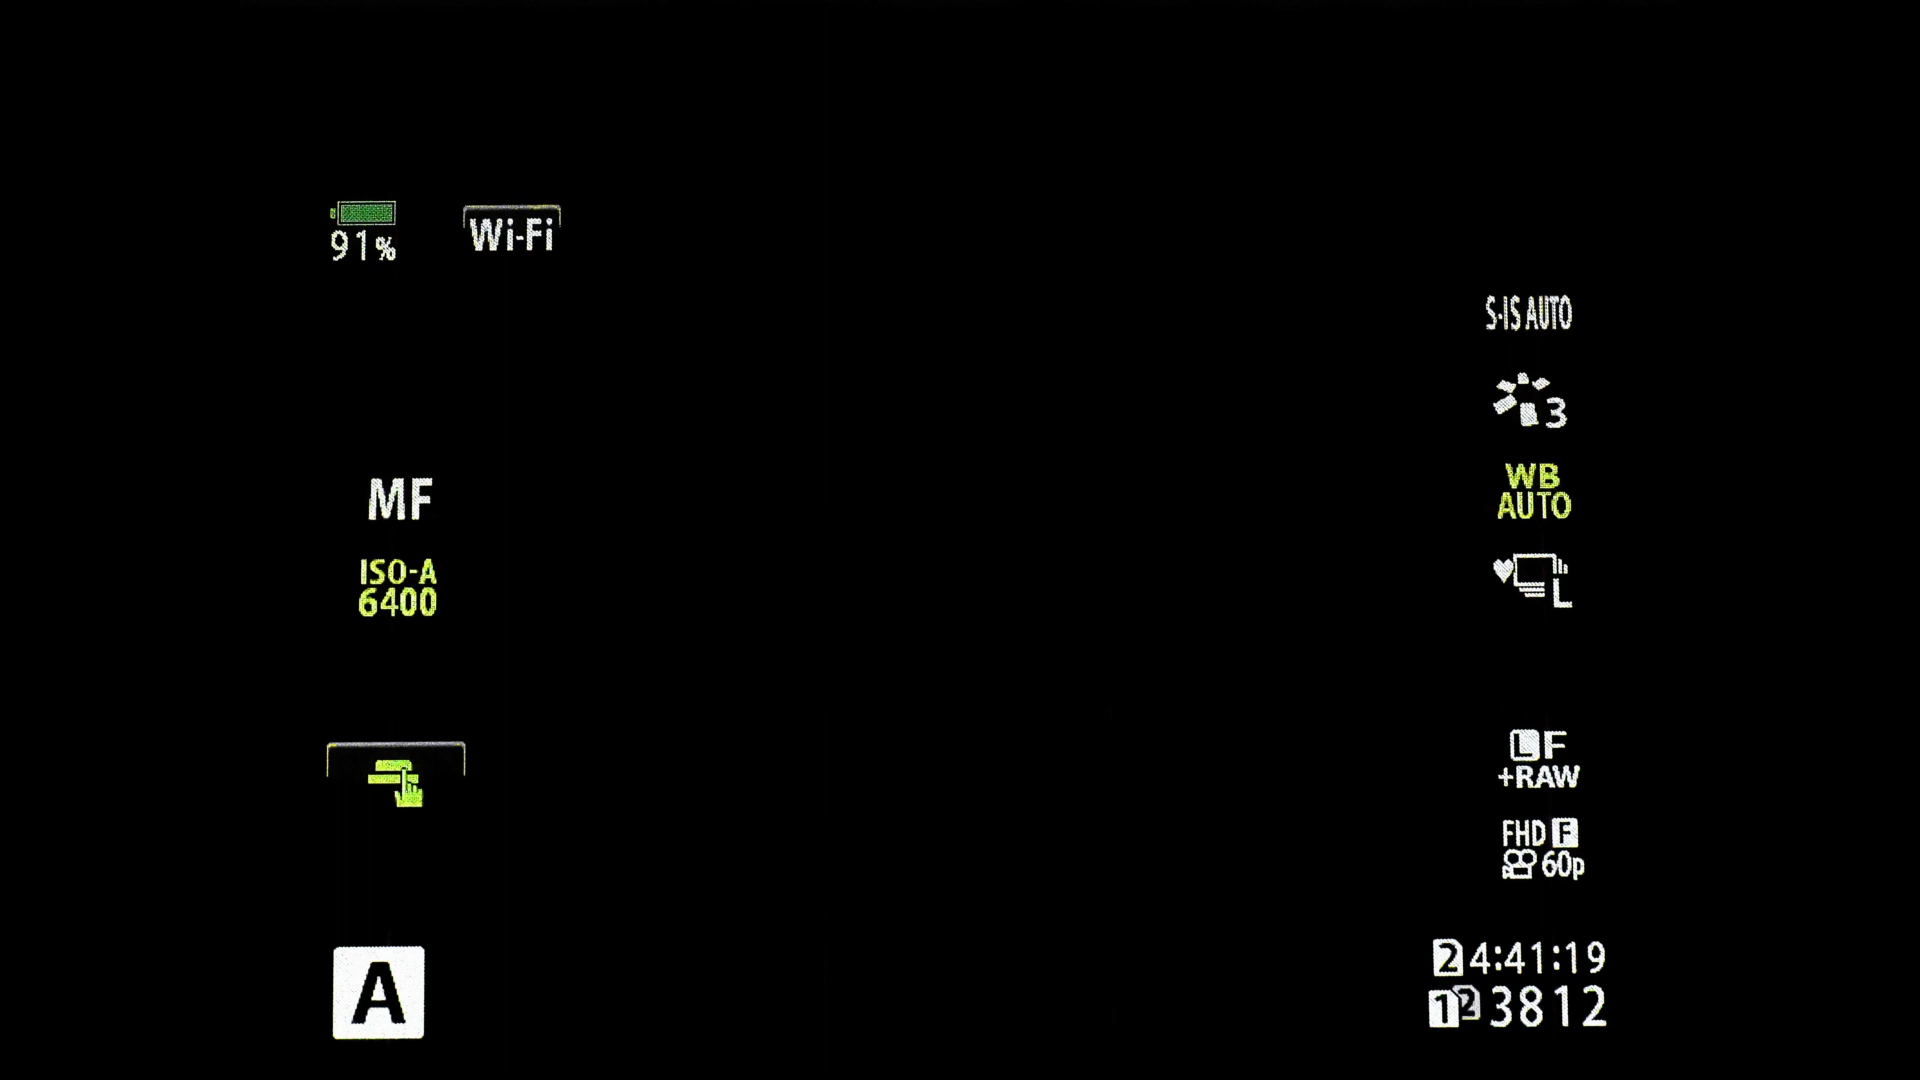 91%
Wi-Fi
S-IS AUTO
3
MF
WB
AUTO
ISO-A
6400
L
L F
+RAW
FHD F
60p
A
2 4:41:19
1 2 3812